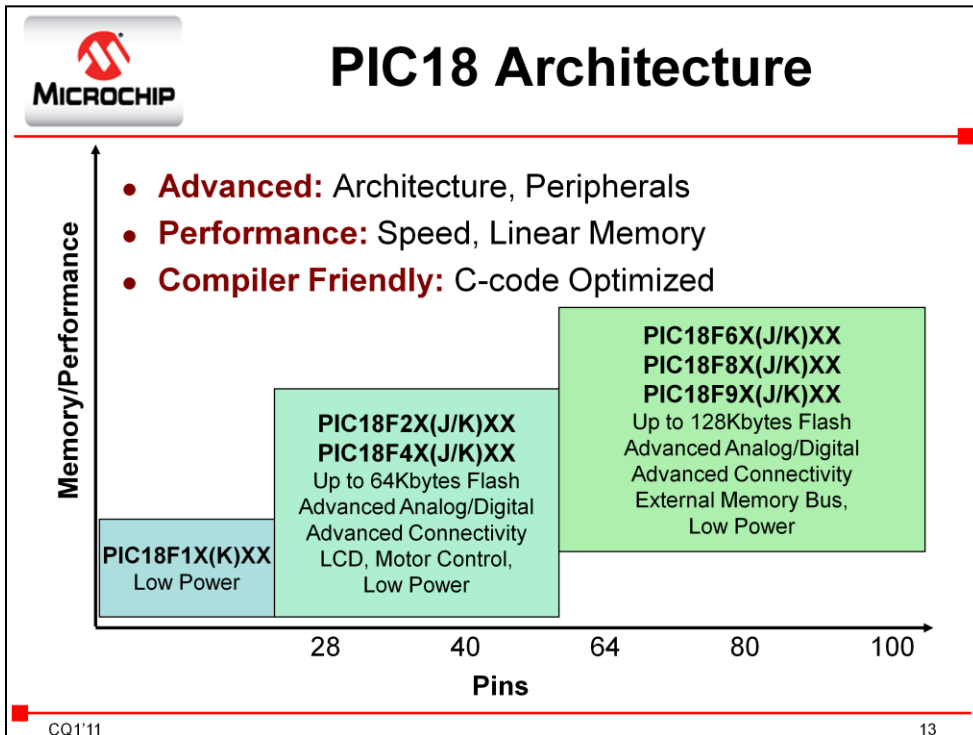 MICROCHIP
PIC18 Architecture
Memory/Performance
• Advanced: Architecture, Peripherals
• Performance: Speed, Linear Memory
• Compiler Friendly: C-code Optimized
PIC18F1X(K)XX
Low Power
PIC18F2X(J/K)XX
PIC18F4X(J/K)XX
Up to 64Kbytes Flash
Advanced Analog/Digital
Advanced Connectivity
LCD, Motor Control,
Low Power
PIC18F6X(J/K)XX
PIC18F8X(J/K)XX
PIC18F9X(J/K)XX
Up to 128Kbytes Flash
Advanced Analog/Digital
Advanced Connectivity
External Memory Bus,
Low Power
28 40 64 80 100
Pins
CQ1'11 13